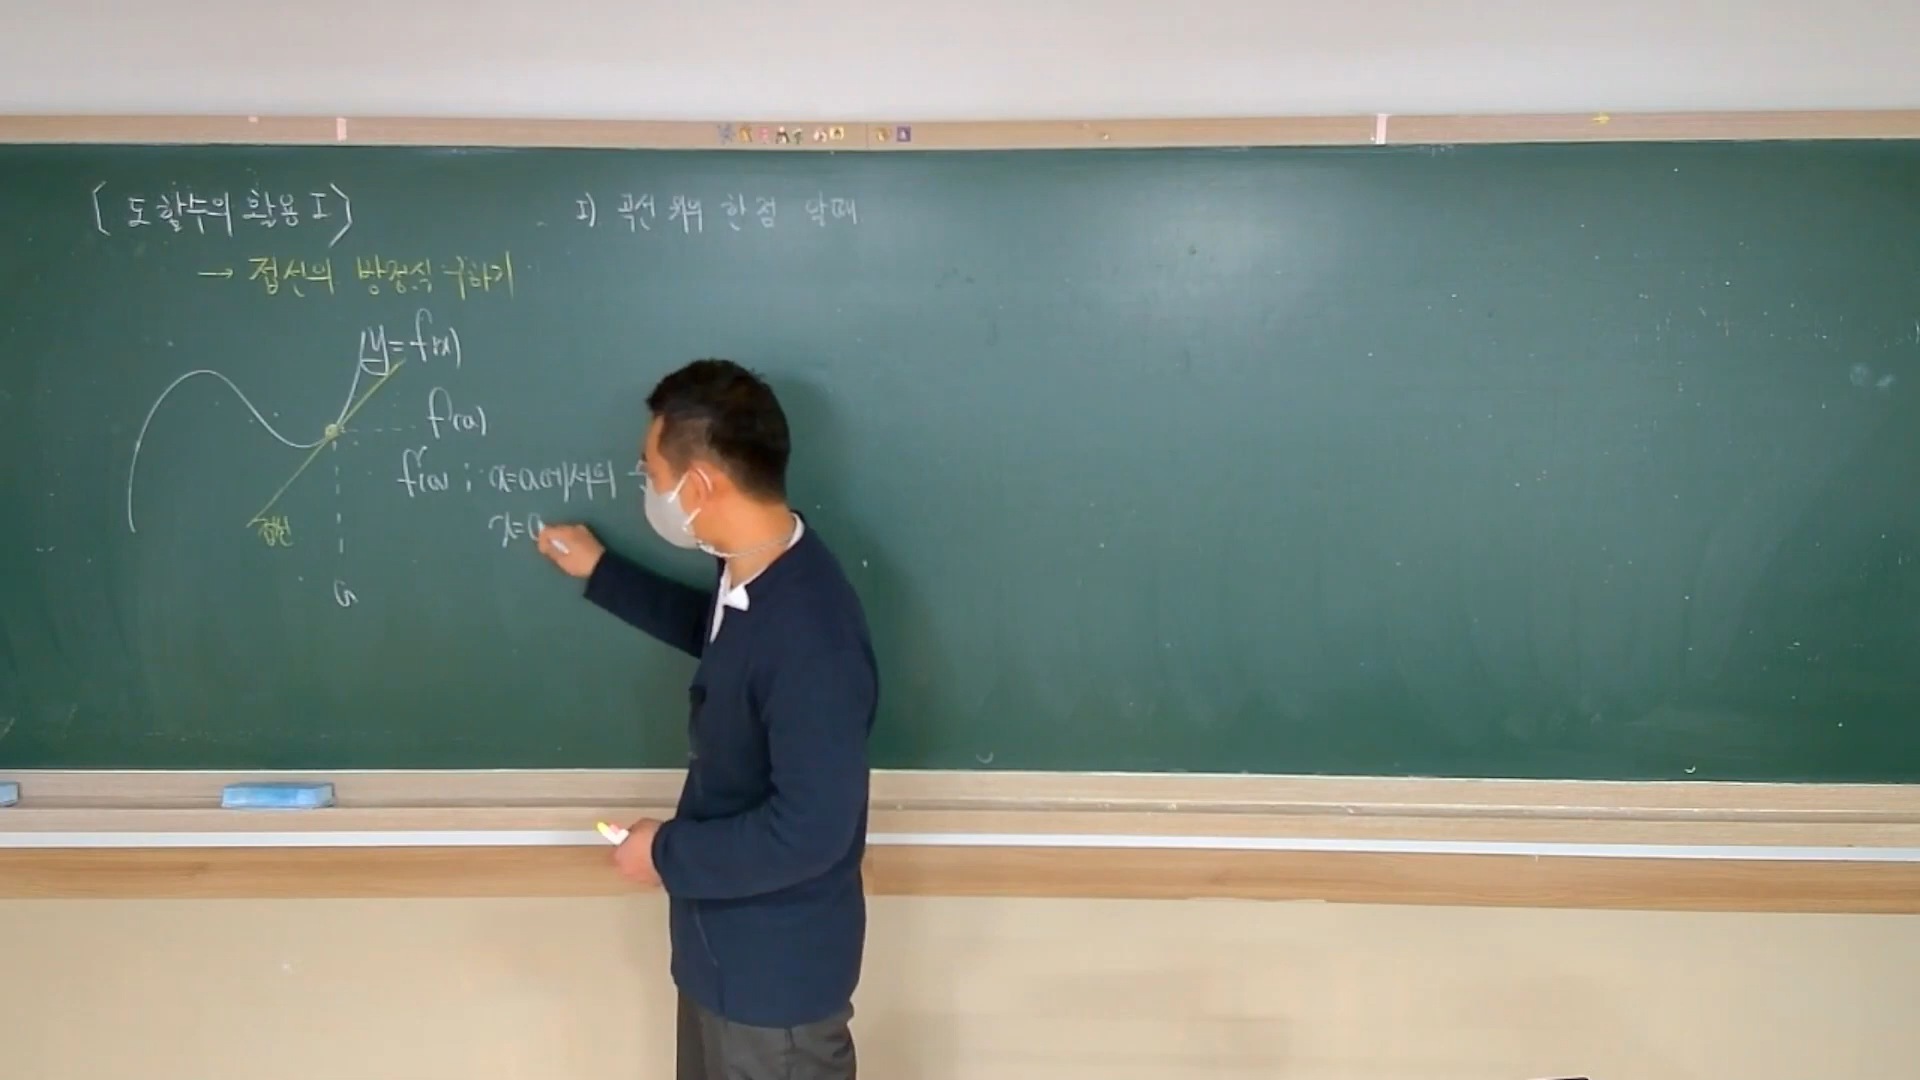 [도함수의 활용 I]
→ 접선의 방정식 구하기
y=f(x)
f(a)
f'(a) ; x=a에서의
x=a
접선
a
I) 곡선 위의 한 점 알때